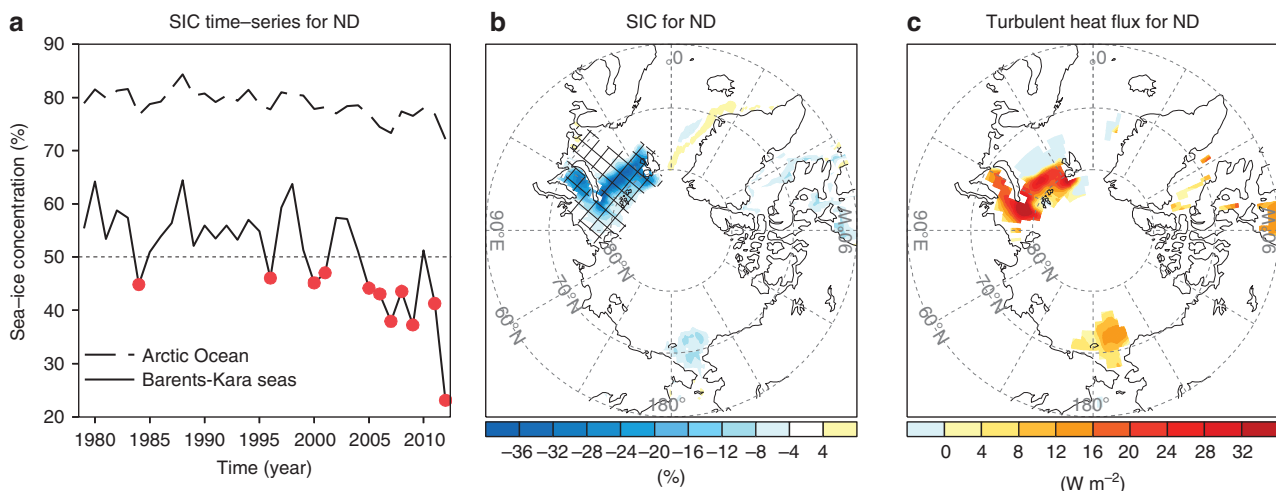 a
SIC time–series for ND
90
80
70
60
50
40
30
20
Sea–ice concentration (%)
Arctic Ocean
Barents-Kara seas
1980 1985 1990 1995 2000 2005 2010
Time (year)
b
SIC for ND
0
90°E
90°W
80°N
70°N
60°N
180°
–36 –32 –28 –24 –20 –16 –12 –8 –4 4
(%)
c
Turbulent heat flux for ND
0
90°E
90°W
80°N
70°N
60°N
180°
0 4 8 12 16 20 24 28 32
(W m⁻²)